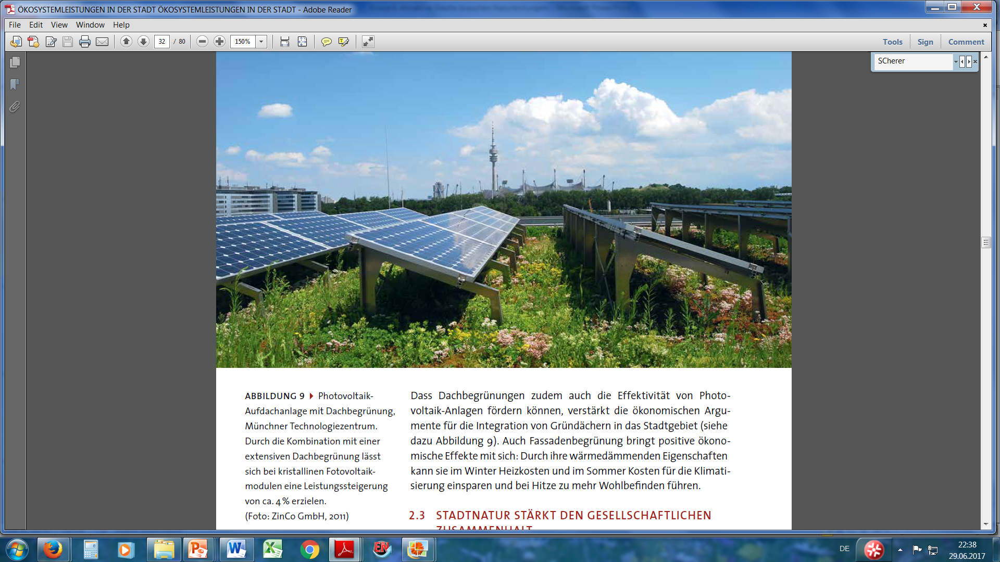 ÖKOSYSTEMLEISTUNGEN IN DER STADT ÖKOSYSTEMLEISTUNGEN IN DER STADT - Adobe Reader
File Edit View Window Help
32 / 80 150% Tools Sign Comment
SCherer
ABBILDUNG 9 Photovoltaik-
Aufdachanlage mit Dachbegrünung,
Münchner Technologiezentrum.
Durch die Kombination mit einer
extensiven Dachbegrünung lässt
sich bei kristallinen Fotovoltaik-
modulen eine Leistungssteigerung
von ca. 4 % erzielen.
(Foto: ZinCo GmbH, 2011)
Dass Dachbegrünungen zudem auch die Effektivität von Photo-
voltaik-Anlagen fördern können, verstärkt die ökonomischen Argu-
mente für die Integration von Gründächern in das Stadtgebiet (siehe
dazu Abbildung 9). Auch Fassadenbegrünung bringt positive ökono-
mische Effekte mit sich: Durch ihre wärmedämmenden Eigenschaften
kann sie im Winter Heizkosten und im Sommer Kosten für die Klimati-
sierung einsparen und bei Hitze zu mehr Wohlbefinden führen.
2.3 STADTNATUR STÄRKT DEN GESELLSCHAFTLICHEN
ZUSAMMENHALT
DE
22:38
29.06.2017